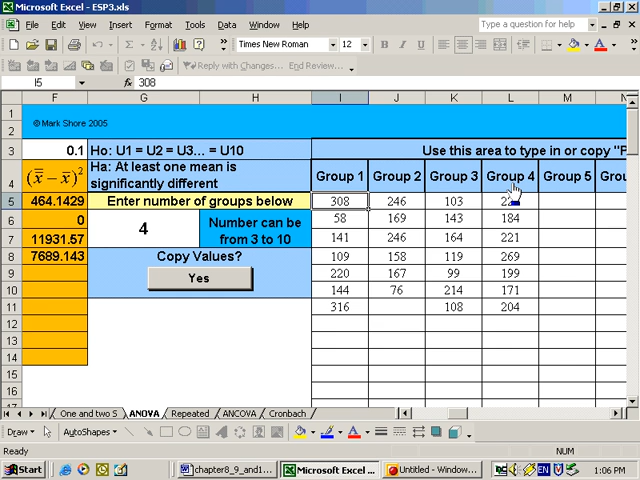 Microsoft Excel - ESP3.xls
File Edit View Insert Format Tools Data Window Help
Type a question for help
Times New Roman 12 B I U
Reply with Changes... End Review...
I5 308
F G H I J K L M N
1
2 © Mark Shore 2005
3 0.1 Ho: U1 = U2 = U3... = U10 Use this area to type in or copy "P
4 (x̿ − x̄)² Ha: At least one mean is
significantly different
Group 1 Group 2 Group 3 Group 4 Group 5
5 464.1429 Enter number of groups below 308 246 103
6 0 4 Number can be 58 169 143 184
7 11931.57 from 3 to 10 141 246 164 221
8 7689.143 Copy Values? 109 158 119 269
9 Yes 220 167 99 199
10 144 76 214 171
11 316 108 204
12
13
14
15
16
17
One and two S ANOVA Repeated ANCOVA Cronbach
Draw AutoShapes
Ready NUM
Start chapter8_9_and1... Microsoft Excel - ESP... Untitled - Window... EN 1:06 PM